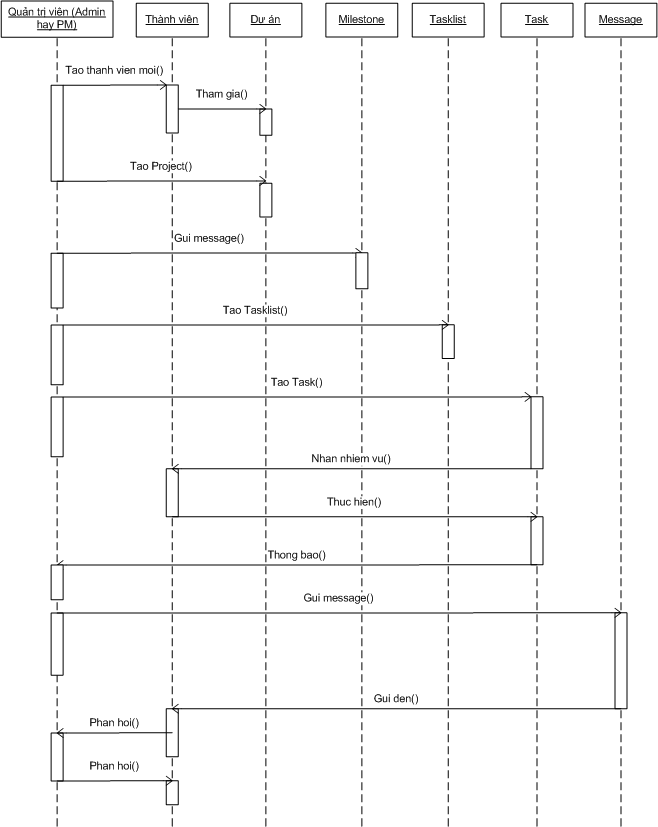 Quản trị viên (Admin
hay PM)
Thành viên
Dự án
Milestone
Tasklist
Task
Message
Tao thanh vien moi()
Tham gia()
Tao Project()
Gui message()
Tao Tasklist()
Tao Task()
Nhan nhiem vu()
Thuc hien()
Thong bao()
Gui message()
Gui den()
Phan hoi()
Phan hoi()